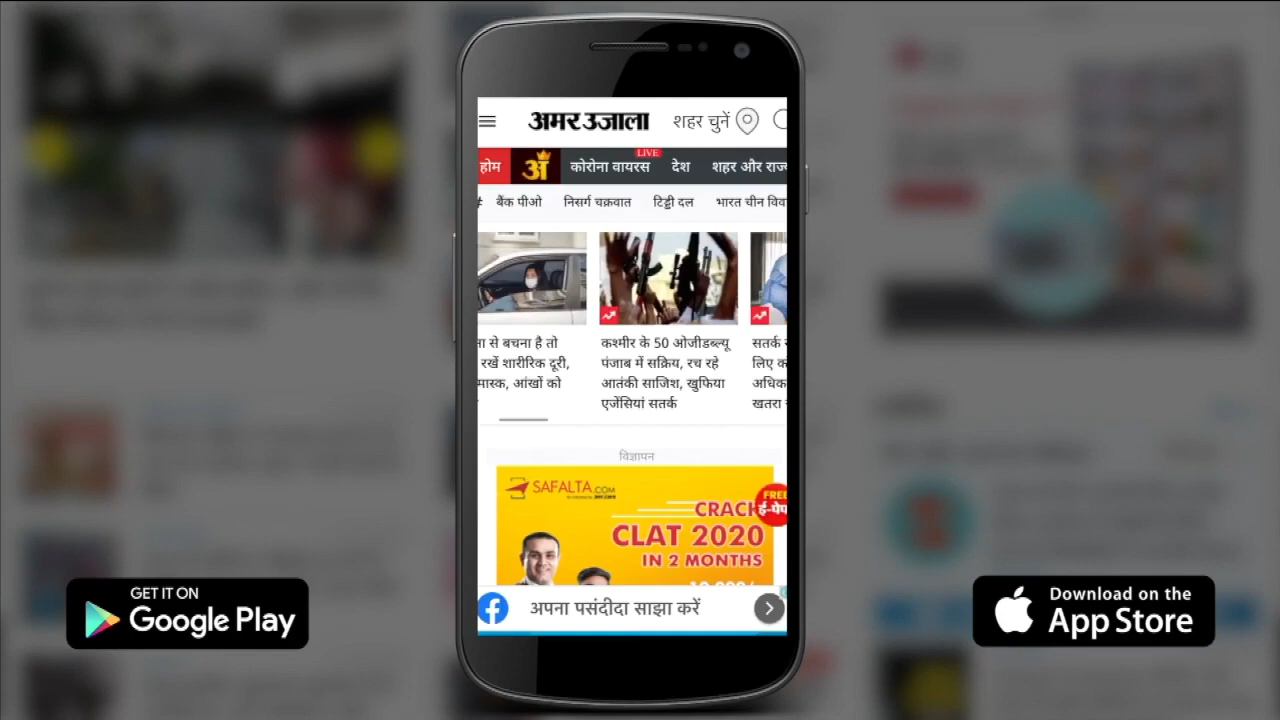 अमर उजाला
शहर चुनें
होम
अ
कोरोना वायरस
LIVE
देश
शहर और राज्य
# बैंक पीओ
निसर्ग चक्रवात
टिड्डी दल
भारत चीन
से बचना है तो
रखें शारीरिक दूरी,
मास्क, आंखों को
कश्मीर के 50 ओजीडब्ल्यू
पंजाब में सक्रिय, रच रहे
आतंकी साजिश, खुफिया
एजेंसियां सतर्क
सतर्क
लिए
अधिक
खतरा
विज्ञापन
SAFALTA.COM
CRACK
CLAT 2020
IN 2 MONTHS
FREE
ई-पेपर
अपना पसंदीदा साझा करें
GET IT ON
Google Play
Download on the
App Store